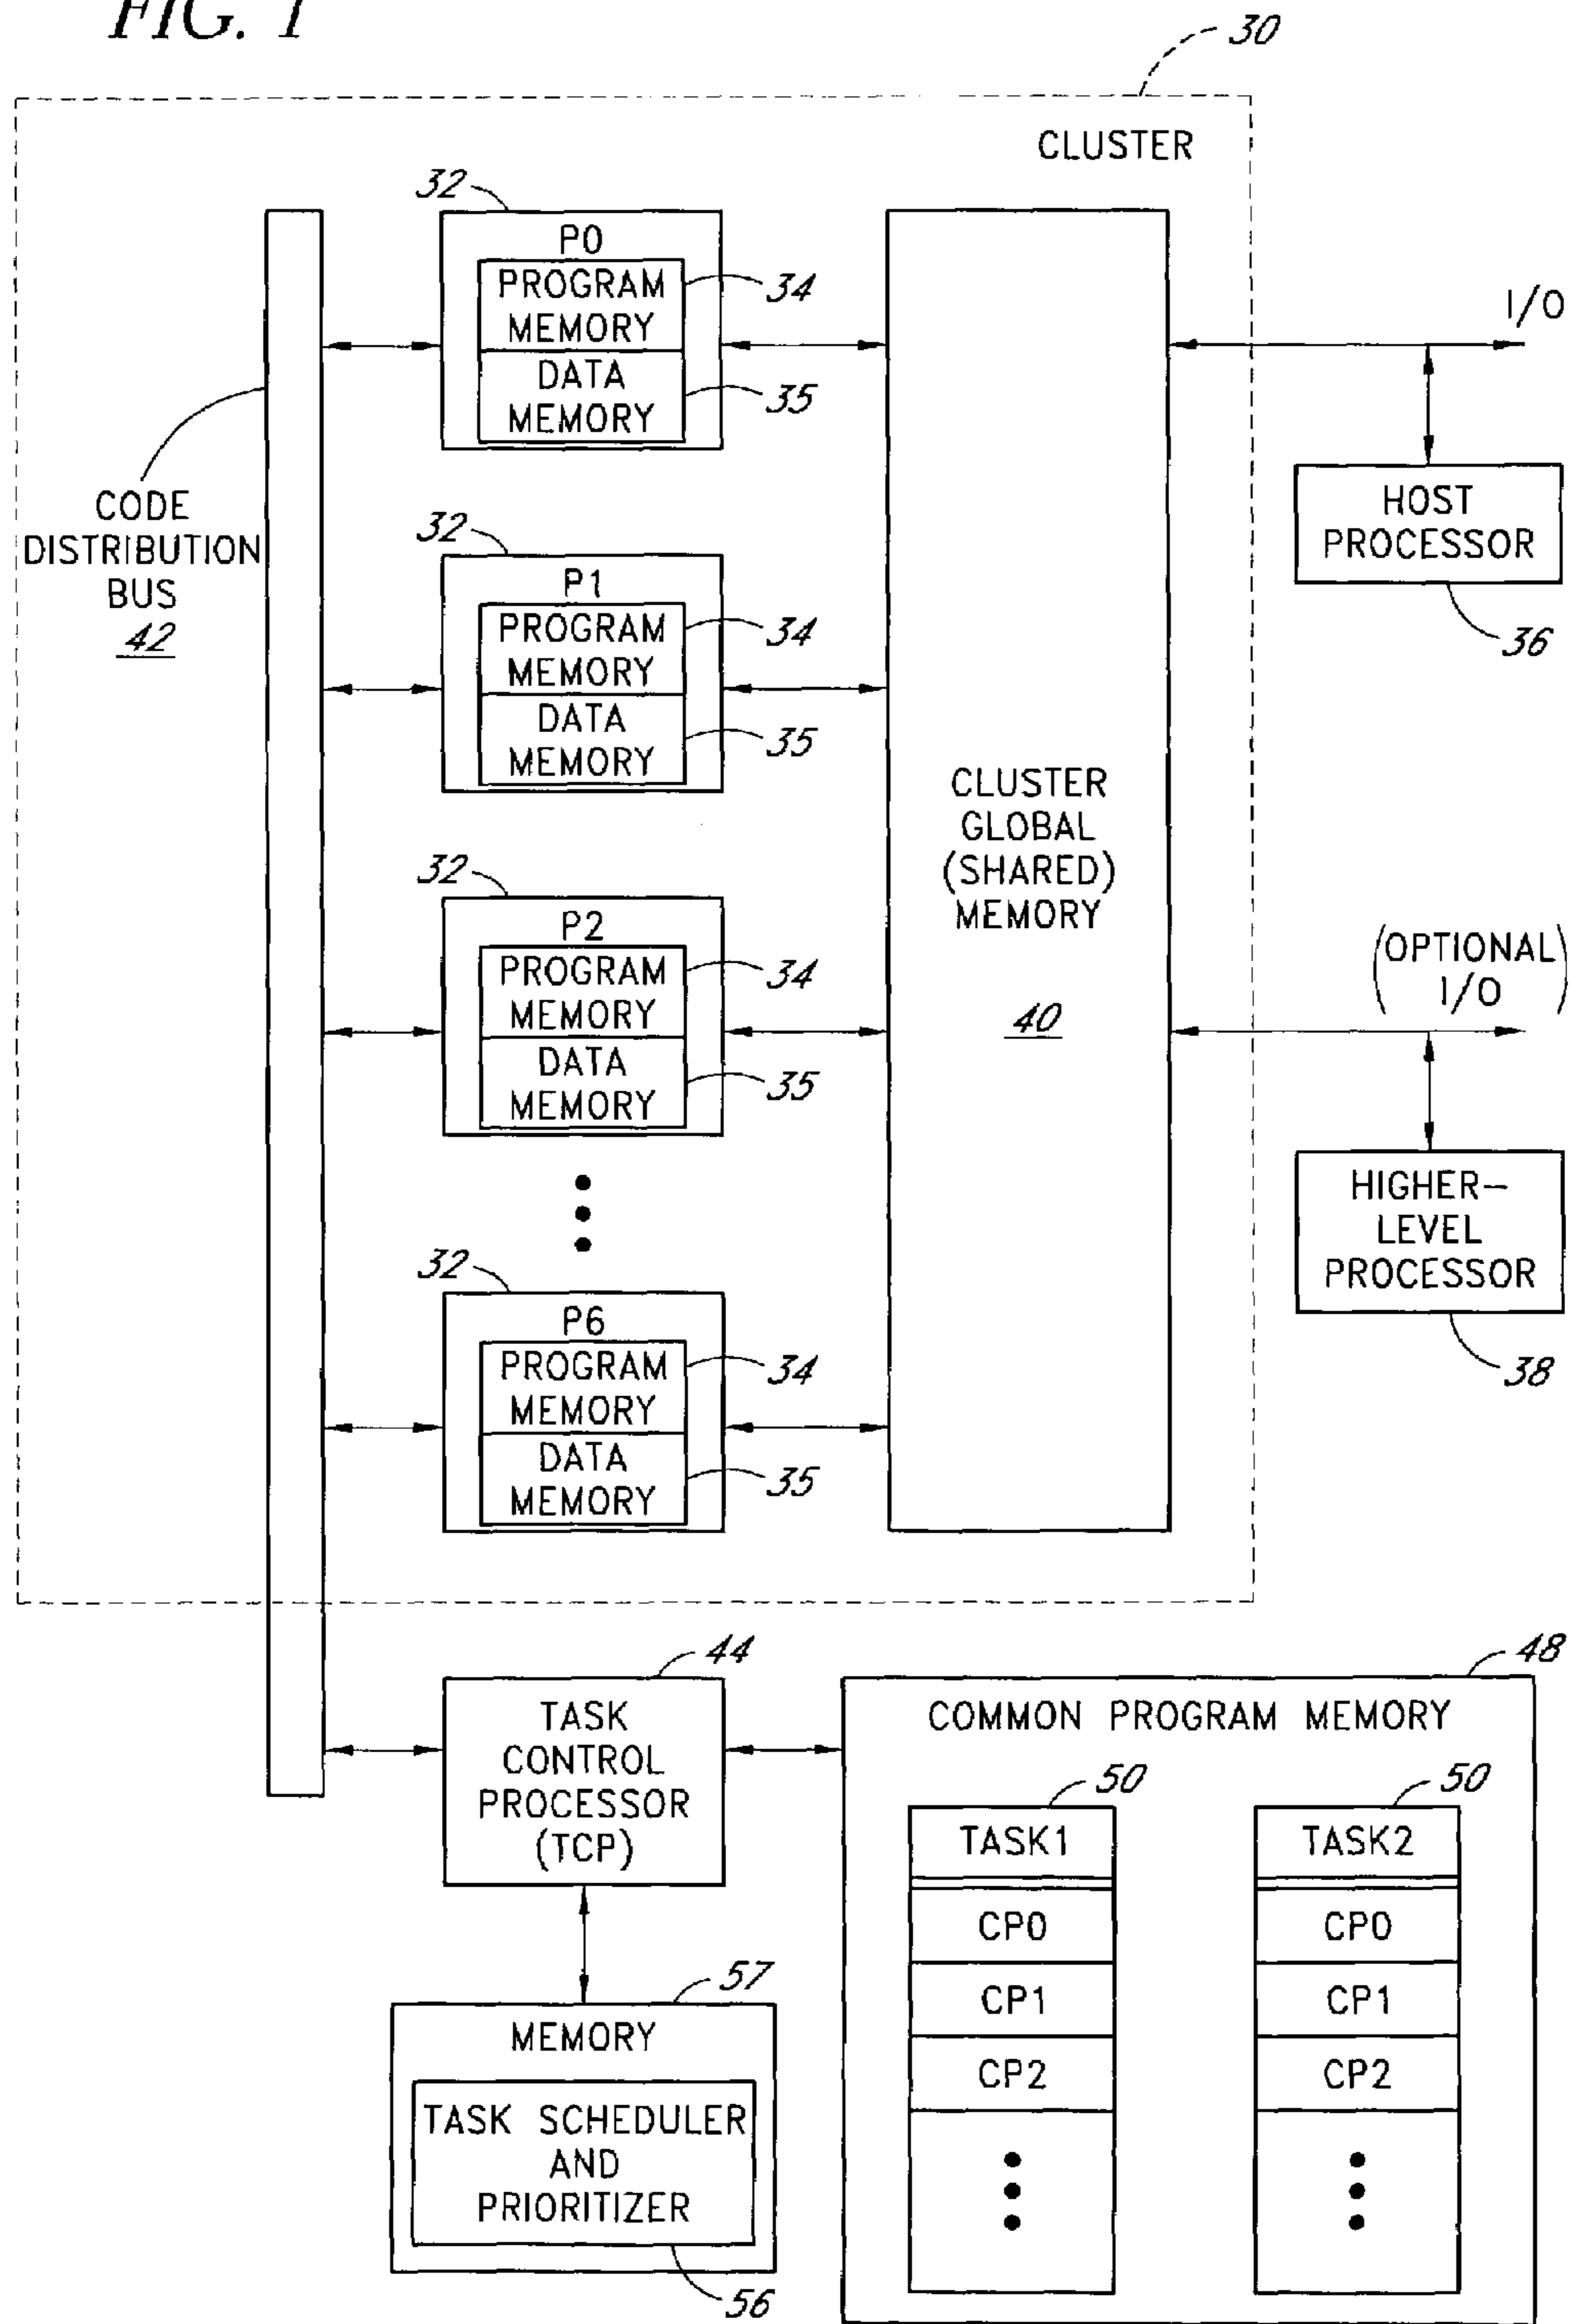 FIG. 1
30
CLUSTER
32
P0
PROGRAM
MEMORY
34
DATA
MEMORY
35
I/O
CODE
DISTRIBUTION
BUS
42
HOST
PROCESSOR
36
32
P1
PROGRAM
MEMORY
34
DATA
MEMORY
35
CLUSTER
GLOBAL
(SHARED)
MEMORY
40
32
P2
PROGRAM
MEMORY
34
DATA
MEMORY
35
(OPTIONAL
I/O)
HIGHER-
LEVEL
PROCESSOR
38
32
P6
PROGRAM
MEMORY
34
DATA
MEMORY
35
44
TASK
CONTROL
PROCESSOR
(TCP)
48
COMMON PROGRAM MEMORY
50
TASK1
CP0
CP1
CP2
50
TASK2
CP0
CP1
CP2
57
MEMORY
TASK SCHEDULER
AND
PRIORITIZER
56